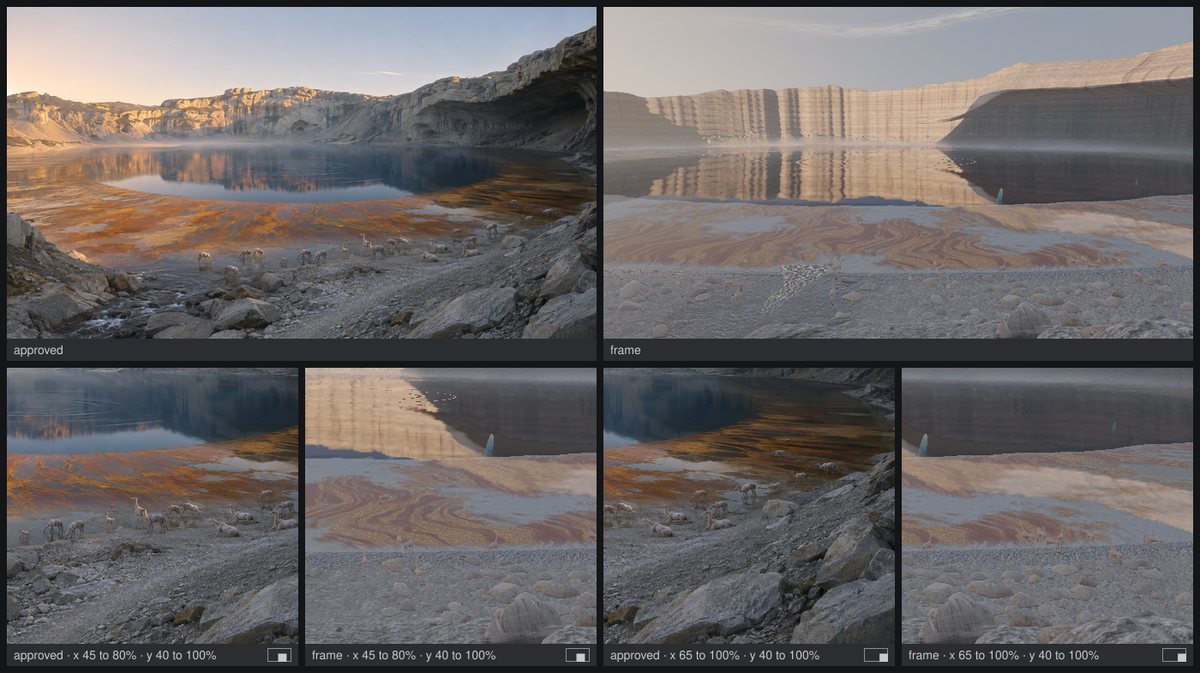 approved
frame
approved · x 45 to 80% · y 40 to 100%
frame · x 45 to 80% · y 40 to 100%
approved · x 65 to 100% · y 40 to 100%
frame · x 65 to 100% · y 40 to 100%